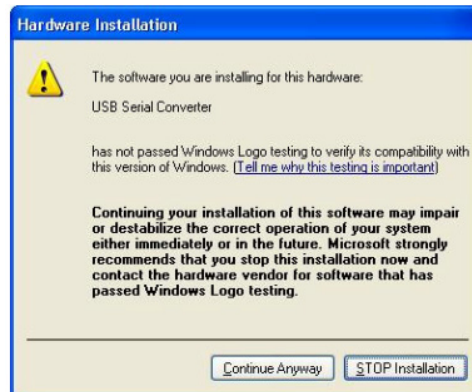 Hardware Installation
The software you are installing for this hardware:
USB Serial Converter
has not passed Windows Logo testing to verify its compatibility with
this version of Windows. (Tell me why this testing is important)
Continuing your installation of this software may impair
or destabilize the correct operation of your system
either immediately or in the future. Microsoft strongly
recommends that you stop this installation now and
contact the hardware vendor for software that has
passed Windows Logo testing.
Continue Anyway STOP Installation